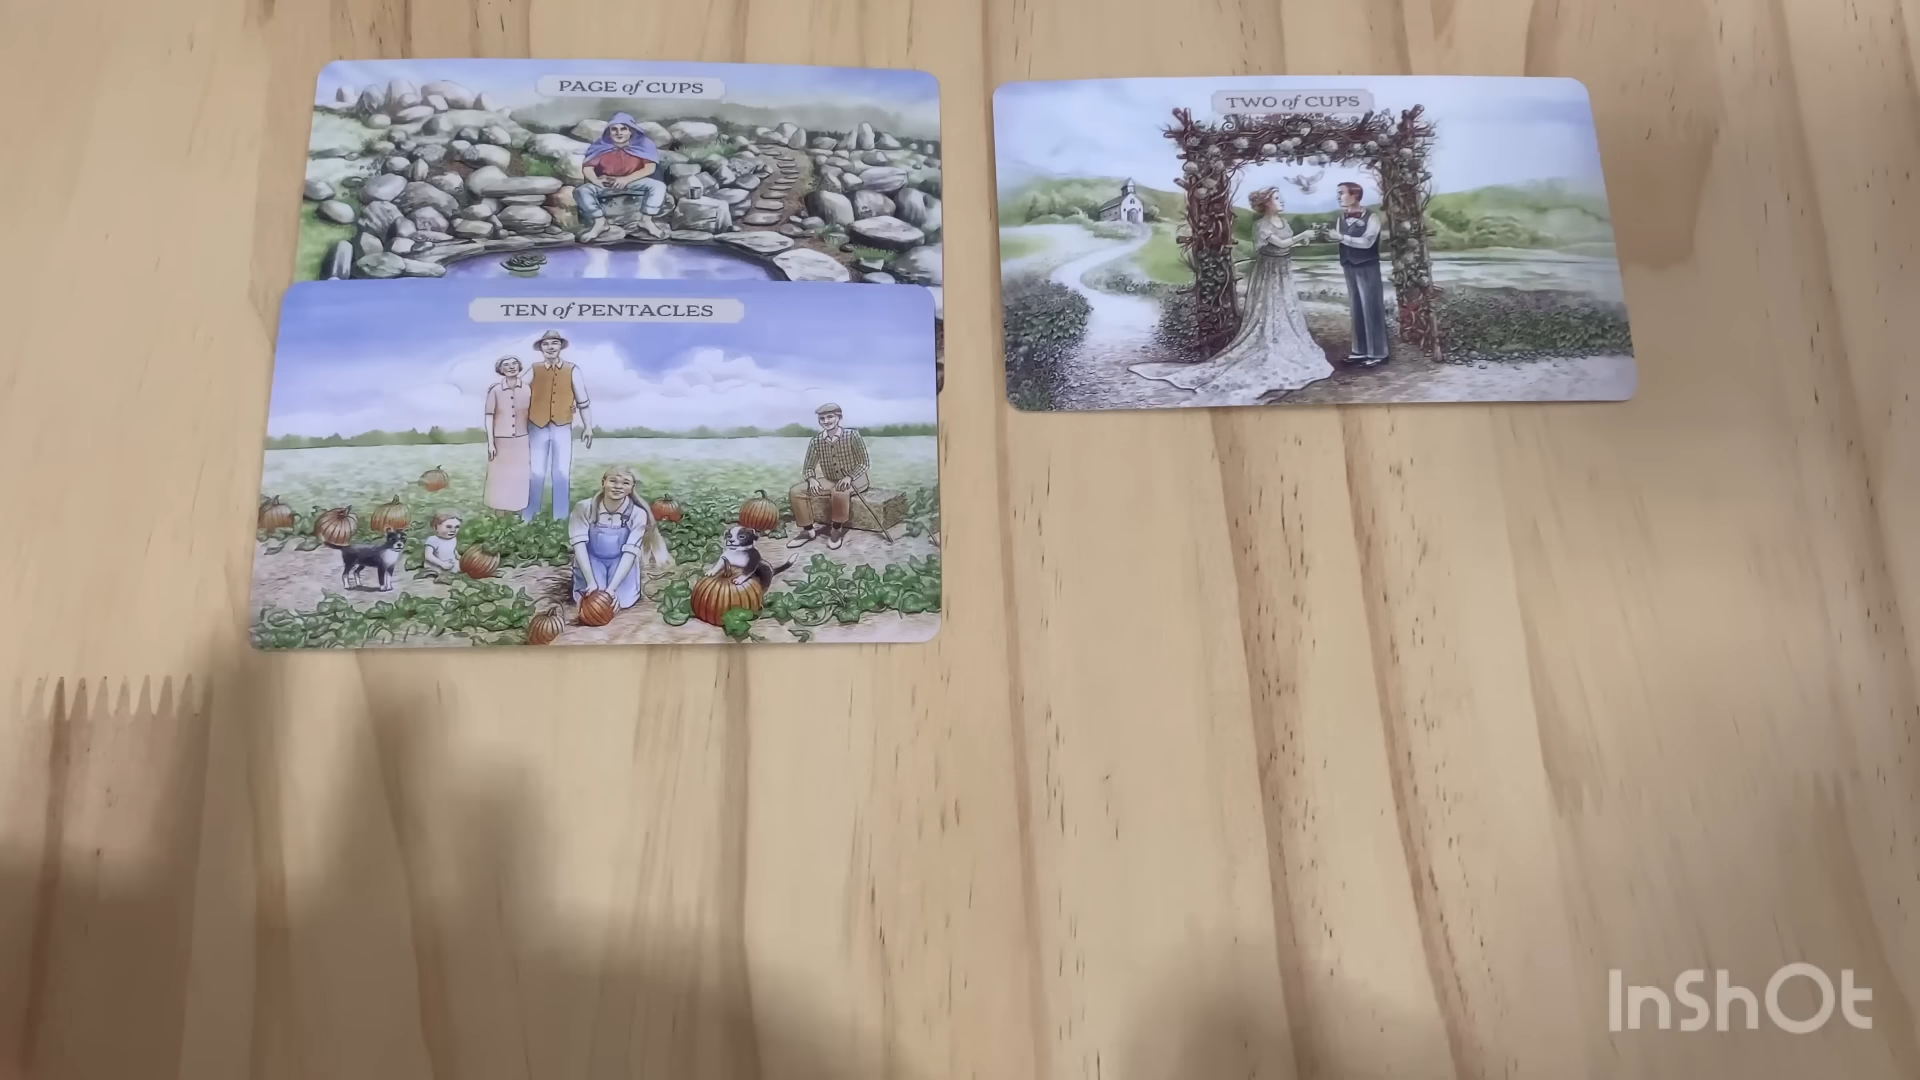 PAGE of CUPS
TWO of CUPS
TEN of PENTACLES
InShOt